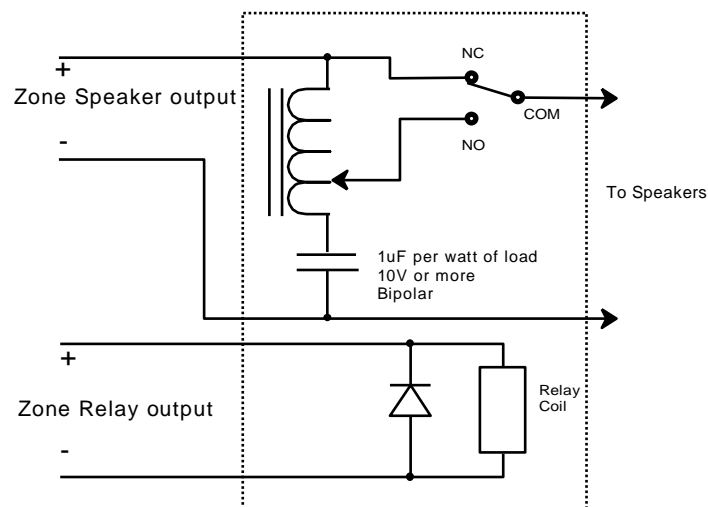 NC
+
Zone Speaker output
COM
-
NO
To Speakers
1uF per watt of load
10V or more
Bipolar
+
Relay
Coil
Zone Relay output
-